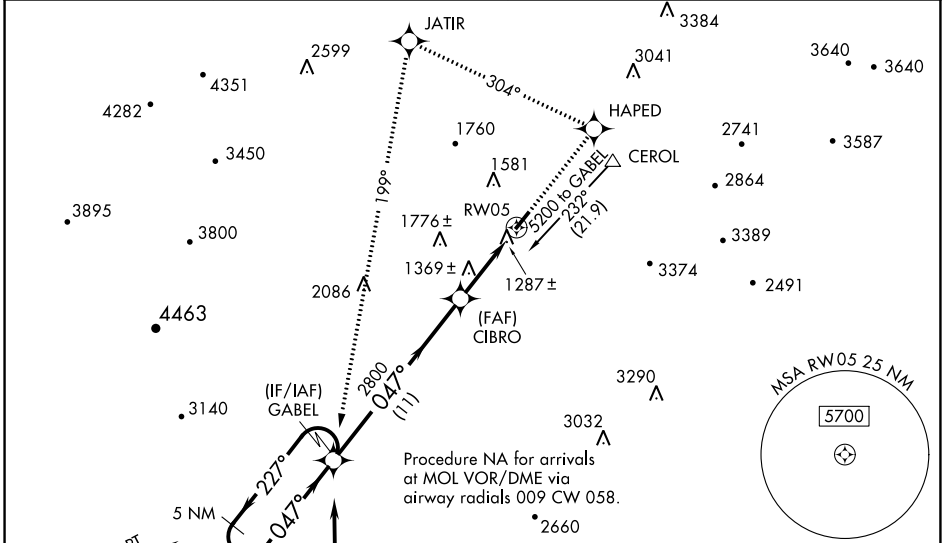 3384
JATIR
2599
3041
3640
3640
4351
304°
4282
HAPED
1760
2741
3587
3450
CEROL
1581
2864
199°
RW05
5200 to GABEL
232°
(21.9)
3895
1776±
3800
3389
1369±
3374
1287±
2491
2086
4463
(FAF)
CIBRO
2800
047°
(11)
MSA RW05 25 NM
5700
3290
(IF/IAF)
GABEL
3140
3032
Procedure NA for arrivals
at MOL VOR/DME via
airway radials 009 CW 058.
227°
047°
5 NM
2660